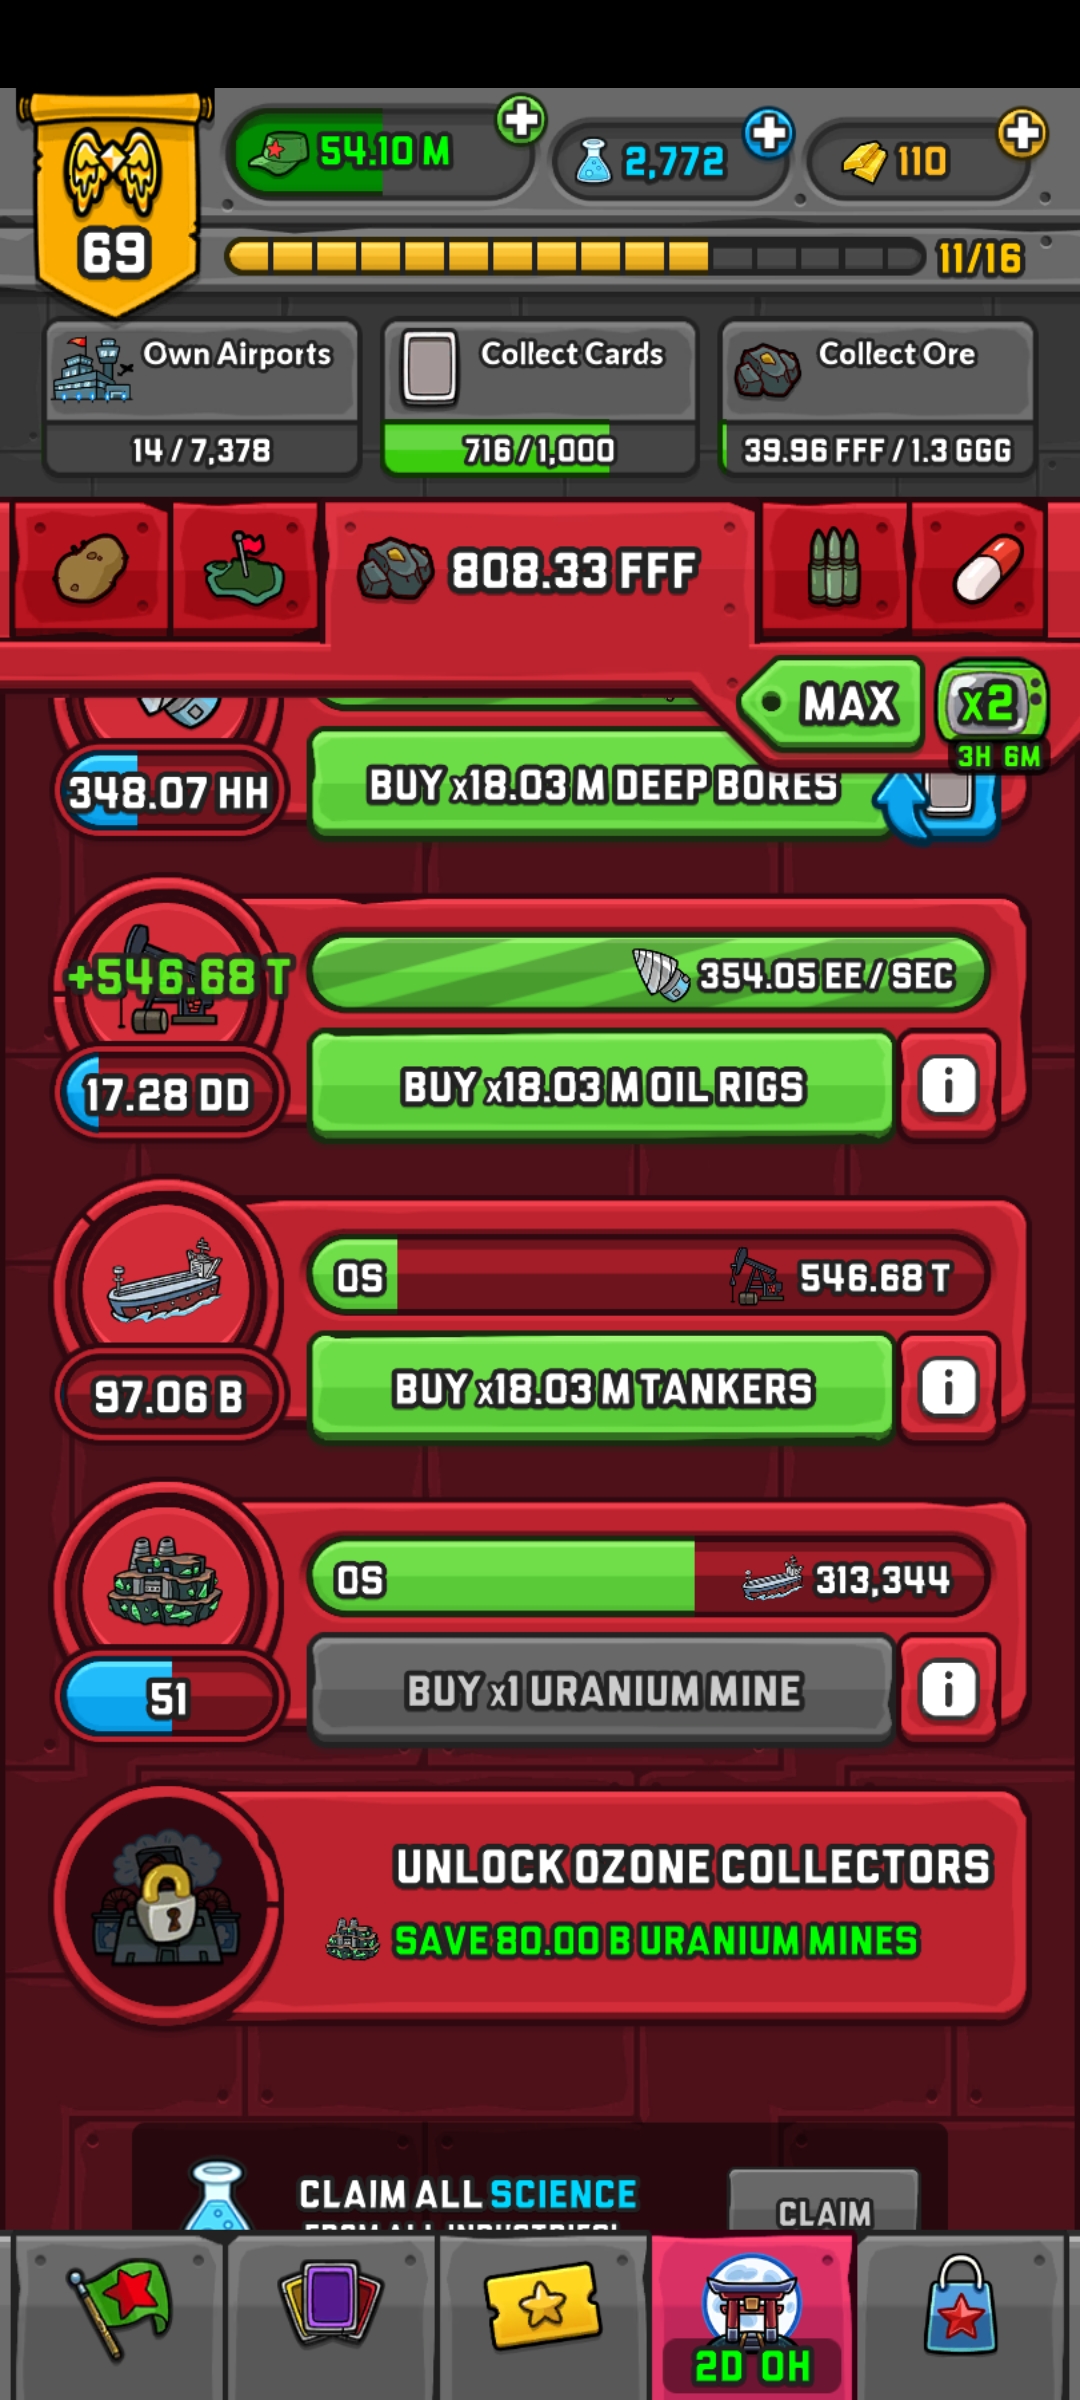 54.10 M
2,772
110
69
11/16
Own Airports
14 / 7,378
Collect Cards
716 / 1,000
Collect Ore
39.96 FFF / 1.3 GGG
808.33 FFF
MAX
x2
3H 6M
348.07 HH
BUY x18.03 M DEEP BORES
+546.68 T
354.05 EE / SEC
17.28 DD
BUY x18.03 M OIL RIGS
i
0S
546.68 T
97.06 B
BUY x18.03 M TANKERS
i
0S
313,344
51
BUY x1 URANIUM MINE
i
UNLOCK OZONE COLLECTORS
SAVE 80.00 B URANIUM MINES
CLAIM ALL SCIENCE
FROM ALL INDUSTRIES!
CLAIM
2D 0H